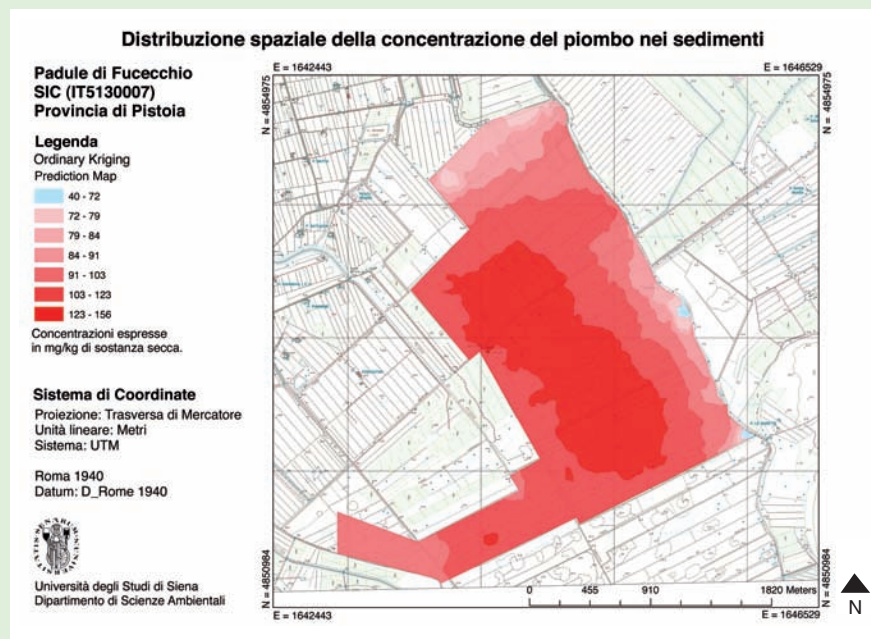 Distribuzione spaziale della concentrazione del piombo nei sedimenti
Padule di Fucecchio
SIC (IT5130007)
Provincia di Pistoia
Legenda
Ordinary Kriging
Prediction Map
40 - 72
72 - 79
79 - 84
84 - 91
91 - 103
103 - 123
123 - 156
Concentrazioni espresse
in mg/kg di sostanza secca.
Sistema di Coordinate
Proiezione: Trasversa di Mercatore
Unità lineare: Metri
Sistema: UTM
Roma 1940
Datum: D_Rome 1940
Università degli Studi di Siena
Dipartimento di Scienze Ambientali
E = 1642443
E = 1646529
N = 4854975
N = 4854975
N = 4850984
N = 4850984
0 455 910 1820 Meters
E = 1642443
E = 1646529
N